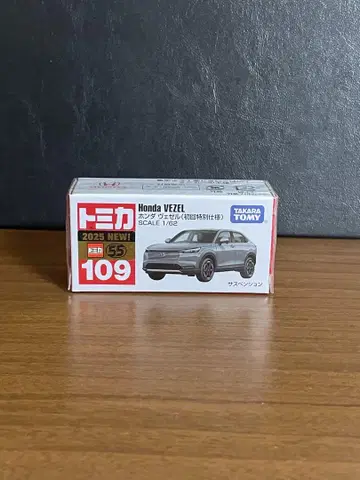 トミカ
2025 NEW!
トミカ 55
109
Honda VEZEL
ホンダ ヴェゼル(初回特別仕様)
SCALE 1/62
TAKARA
TOMY
サスペンション